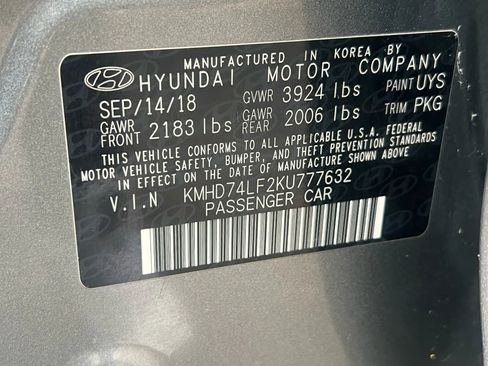 MANUFACTURED IN KOREA BY
HYUNDAI MOTOR COMPANY
SEP/14/18 GVWR 3924 lbs PAINT UYS
GAWR FRONT 2183 lbs GAWR REAR 2006 lbs TRIM PKG
THIS VEHICLE CONFORMS TO ALL APPLICABLE U.S.A. FEDERAL
MOTOR VEHICLE SAFETY, BUMPER, AND THEFT PREVENTION
STANDARDS IN EFFECT ON THE DATE OF MANUFACTURE SHOWN
ABOVE.
V.I.N KMHD74LF2KU777632
PASSENGER CAR